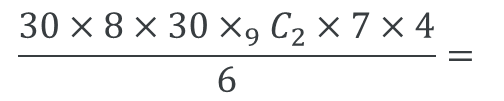 30 × 8 × 30 ×₉ C₂ × 7 × 4
6 =